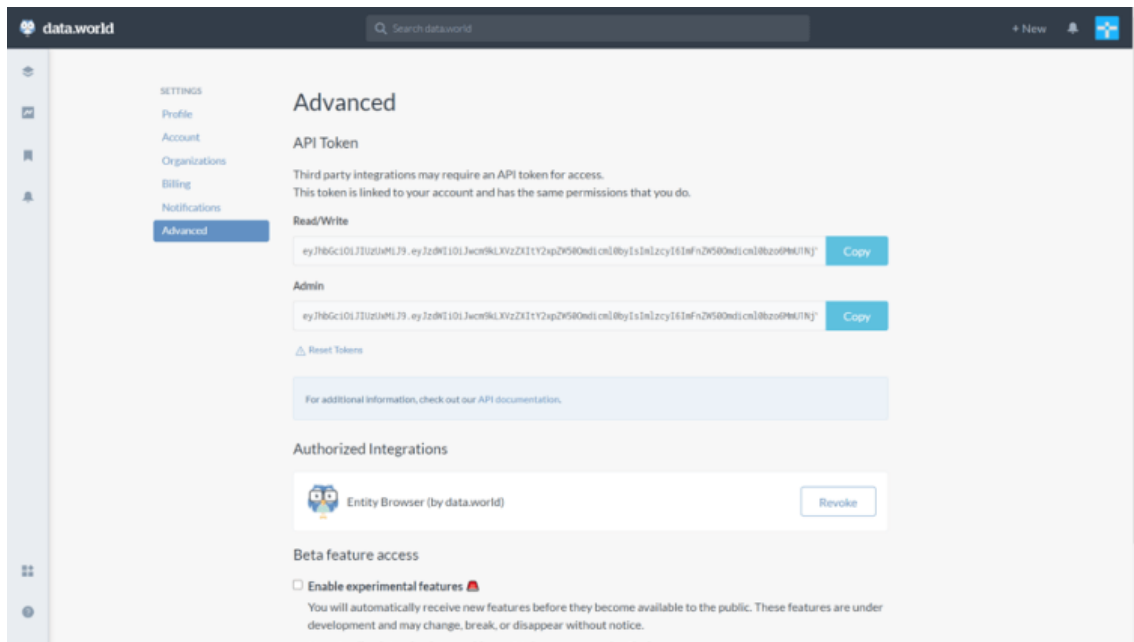 data.world
Search data.world
+ New
SETTINGS
Profile
Account
Organizations
Billing
Notifications
Advanced
Advanced
API Token
Third party integrations may require an API token for access.
This token is linked to your account and has the same permissions that you do.
Read/Write
Copy
Admin
Copy
Reset Tokens
For additional information, check out our API documentation.
Authorized Integrations
Entity Browser (by data.world)
Revoke
Beta feature access
Enable experimental features
You will automatically receive new features before they become available to the public. These features are under
development and may change, break, or disappear without notice.